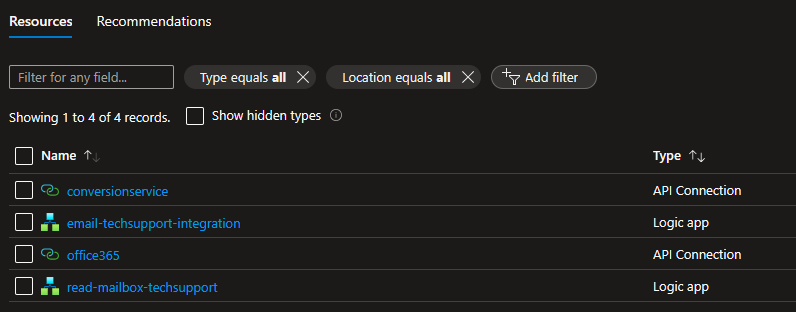 Resources Recommendations
Filter for any field...
Type equals all
Location equals all
Add filter
Showing 1 to 4 of 4 records.
Show hidden types
Name Type
conversionservice API Connection
email-techsupport-integration Logic app
office365 API Connection
read-mailbox-techsupport Logic app